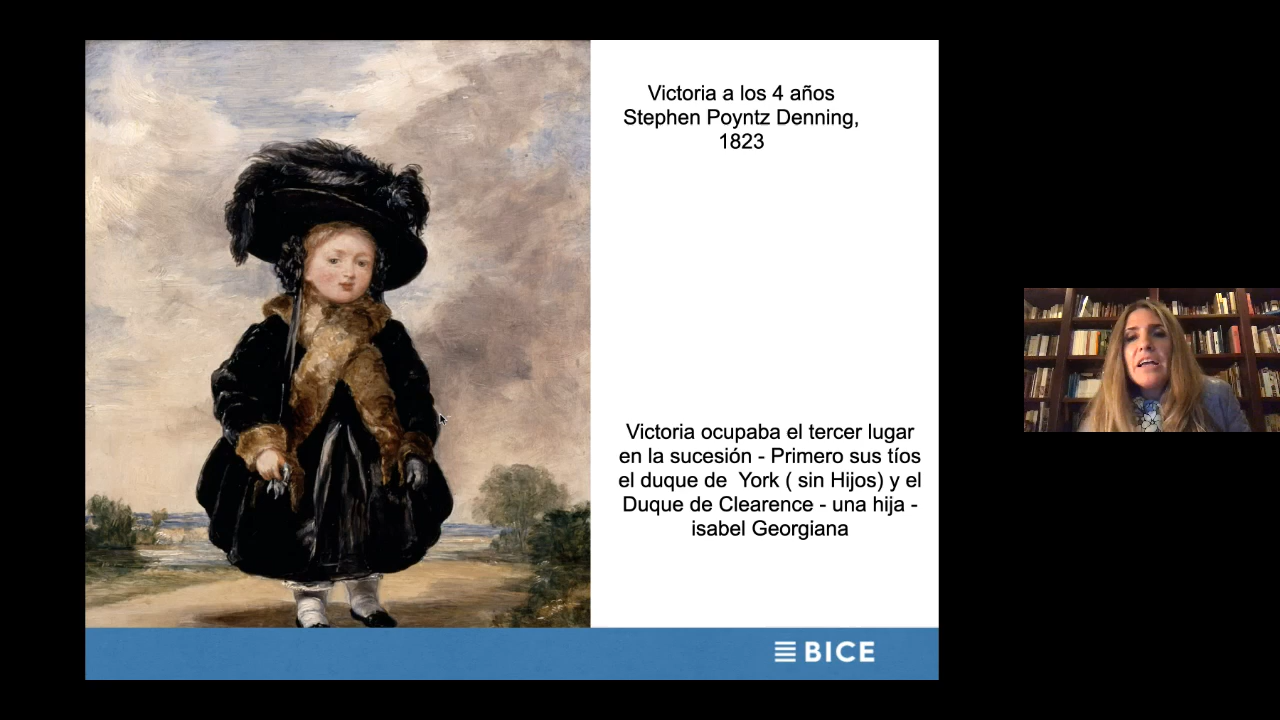 Victoria a los 4 años
Stephen Poyntz Denning,
1823
Victoria ocupaba el tercer lugar
en la sucesión - Primero sus tíos
el duque de  York ( sin Hijos) y el
Duque de Clearence - una hija -
isabel Georgiana
BICE